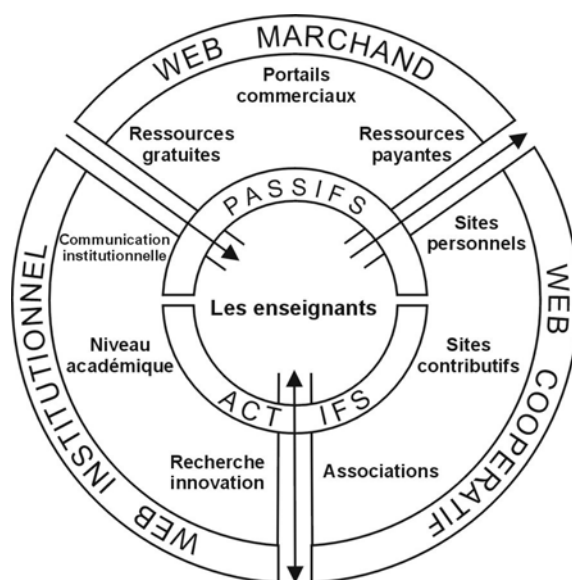 WEB MARCHAND
Portails
commerciaux
Ressources
gratuites
Ressources
payantes
PASSIFS
Communication
institutionnelle
Sites
personnels
Les enseignants
Niveau
académique
Sites
contributifs
ACTIFS
Recherche
innovation
Associations
WEB INSTITUTIONNEL
WEB COOPERATIF